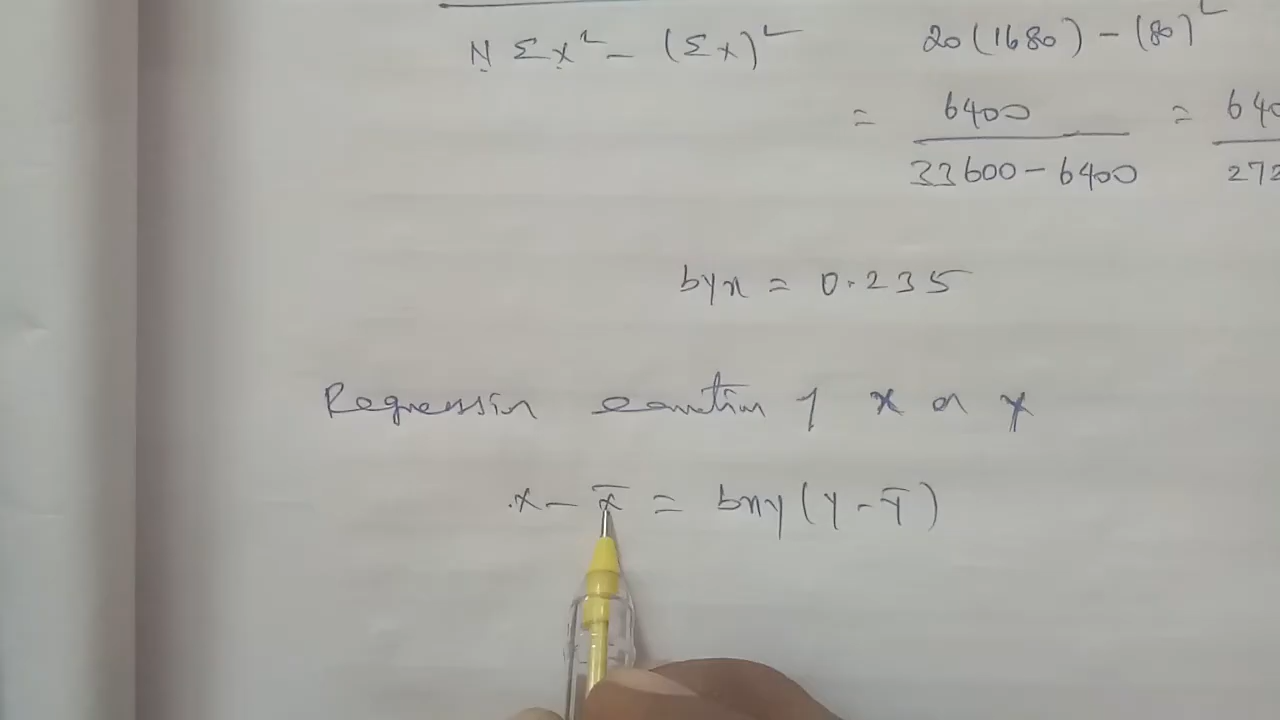 N Σx² - (Σx)² 20(1680) - (80)²
= 6400 / 33600 - 6400 = 640 / 272
byx = 0.235
Regression equation of x on y
x - x̄ = bxy (y - ȳ)